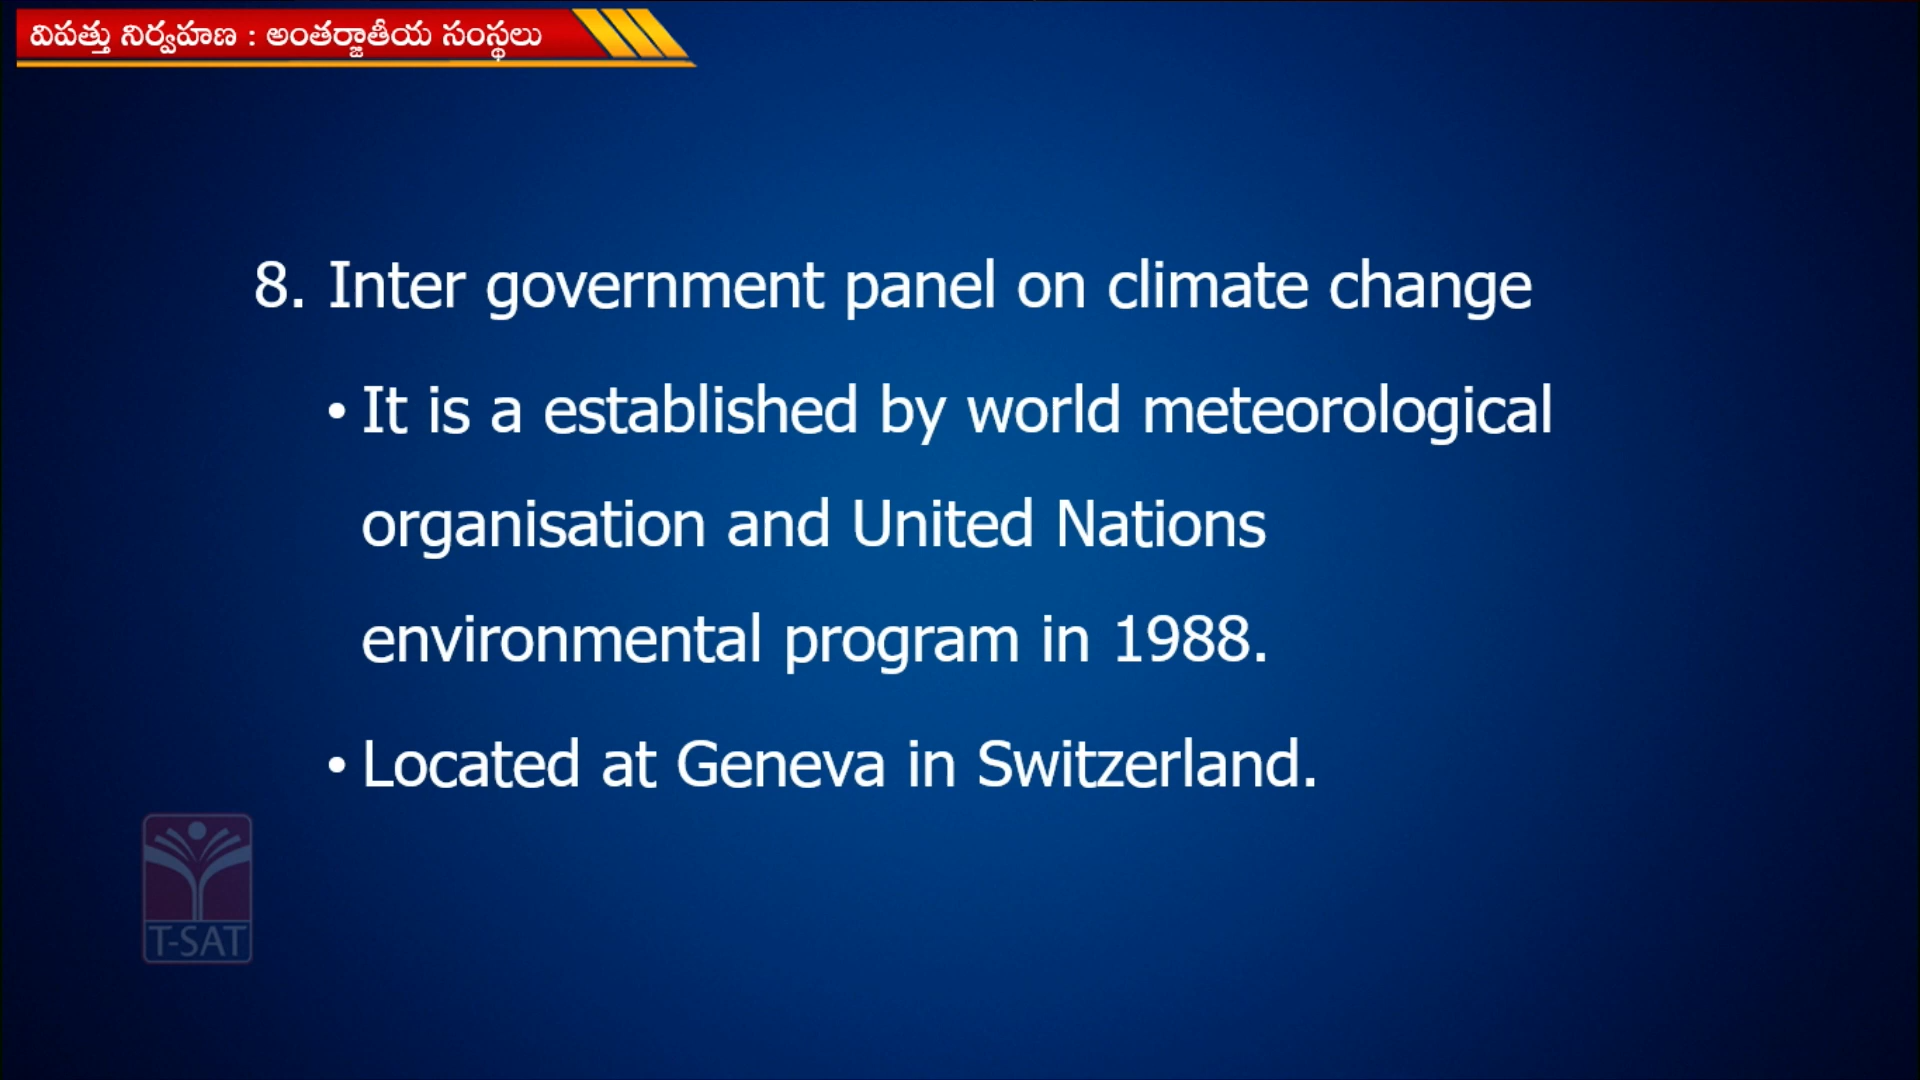 విపత్తు నిర్వహణ : అంతర్జాతీయ సంస్థలు
8. Inter government panel on climate change
• It is a established by world meteorological
organisation and United Nations
environmental program in 1988.
• Located at Geneva in Switzerland.
T-SAT